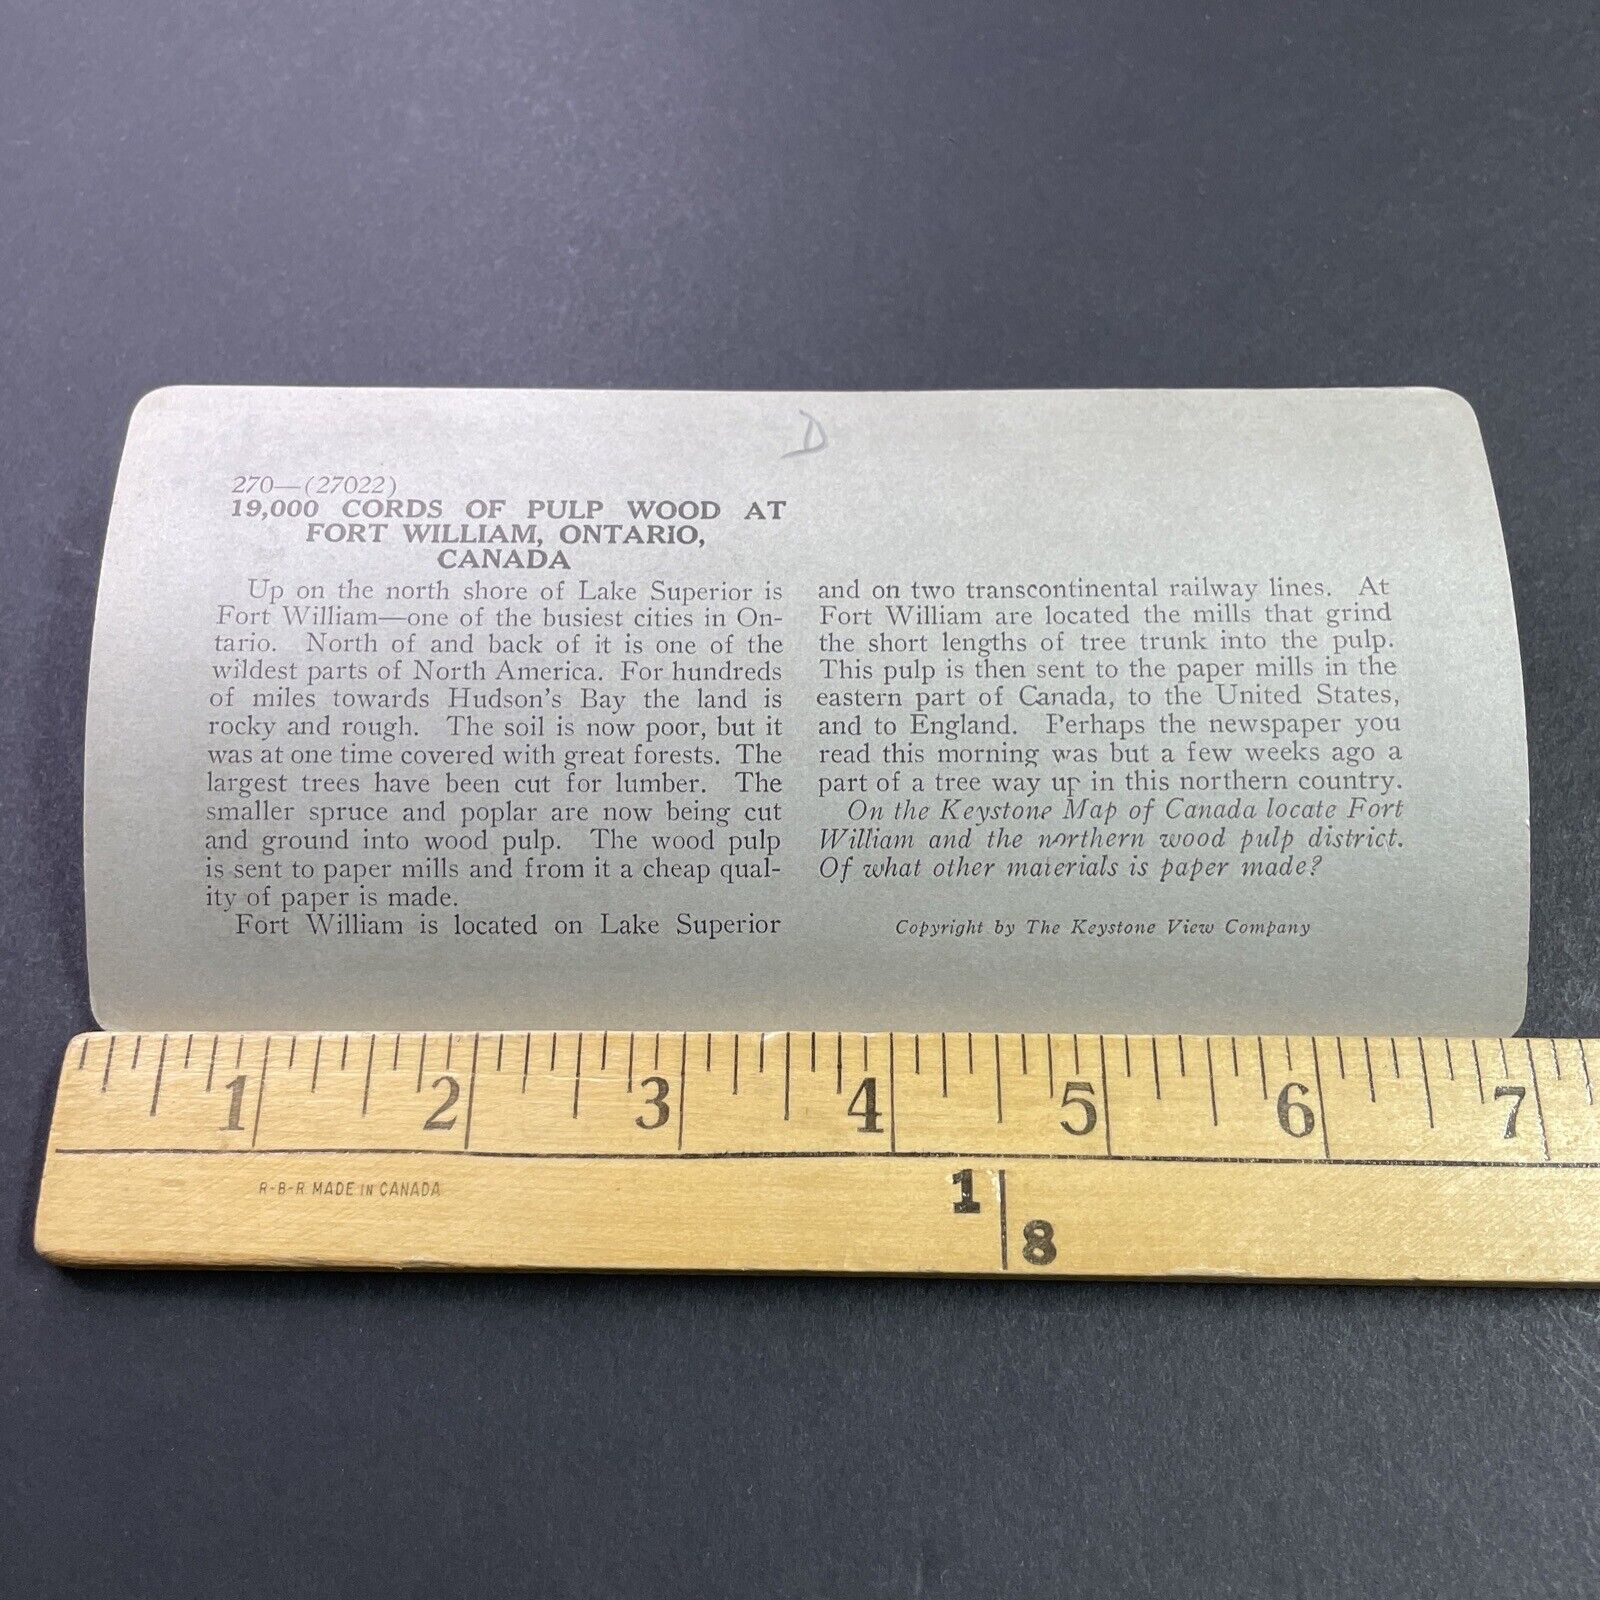 D
270—(27022)
19,000 CORDS OF PULP WOOD AT
FORT WILLIAM, ONTARIO,
CANADA
Up on the north shore of Lake Superior is
Fort William—one of the busiest cities in On-
tario. North of and back of it is one of the
wildest parts of North America. For hundreds
of miles towards Hudson's Bay the land is
rocky and rough. The soil is now poor, but it
was at one time covered with great forests. The
largest trees have been cut for lumber. The
smaller spruce and poplar are now being cut
and ground into wood pulp. The wood pulp
is sent to paper mills and from it a cheap qual-
ity of paper is made.
Fort William is located on Lake Superior
and on two transcontinental railway lines. At
Fort William are located the mills that grind
the short lengths of tree trunk into the pulp.
This pulp is then sent to the paper mills in the
eastern part of Canada, to the United States,
and to England. Perhaps the newspaper you
read this morning was but a few weeks ago a
part of a tree way up in this northern country.
On the Keystone Map of Canada locate Fort
William and the northern wood pulp district.
Of what other materials is paper made?
Copyright by The Keystone View Company
1 2 3 4 5 6 7
R-B-R MADE IN CANADA
1
8